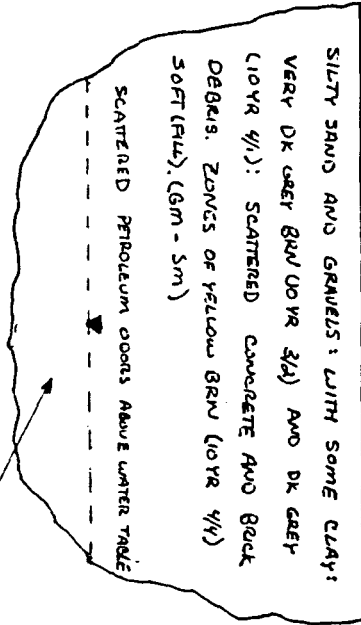 SILTY SAND AND GRAVELS: WITH SOME CLAY:
VERY DK GREY BRN (10 YR 3/2) AND DK GREY
(10YR 4/1): SCATTERED CONCRETE AND BRICK
DEBRIS. ZONES OF YELLOW BRN (10YR 4/4)
SOFT (FILL). (GM - SM)
SCATTERED PETROLEUM ODORS ABOVE WATER TABLE